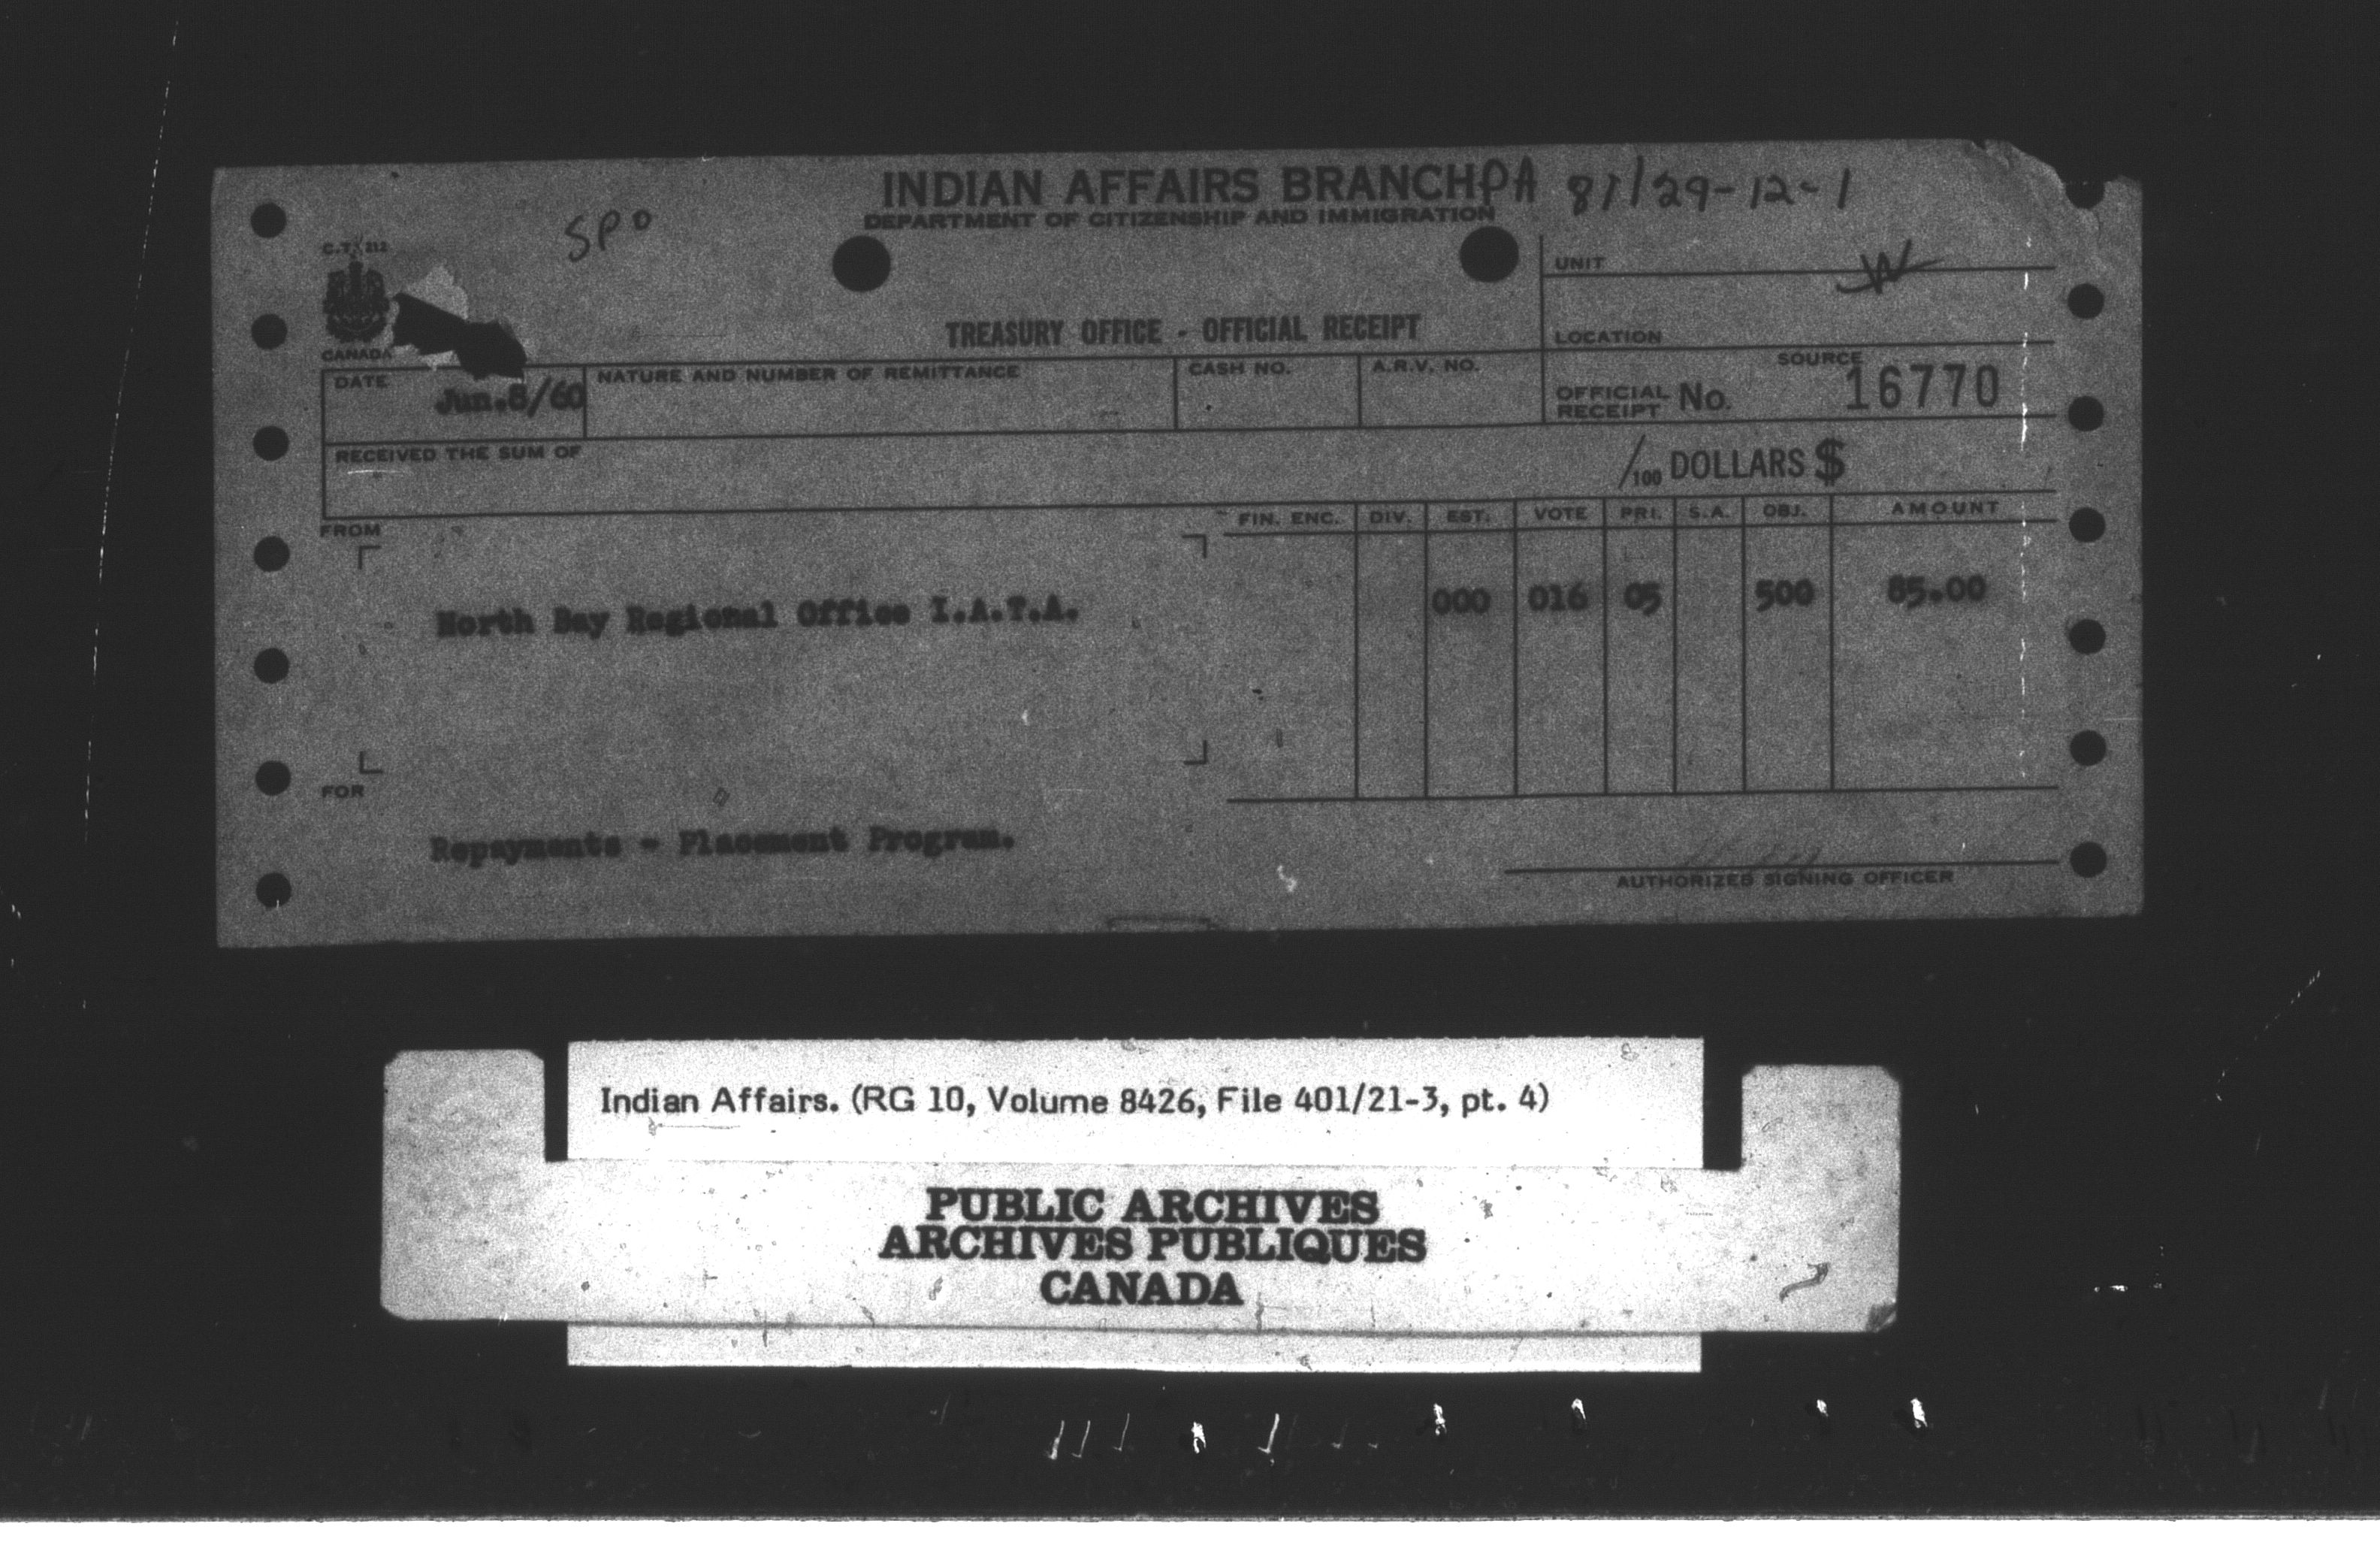 INDIAN AFFAIRS BRANCH PA 81/29-12-1
DEPARTMENT OF CITIZENSHIP AND IMMIGRATION
SPO
C.T. 212
CANADA
TREASURY OFFICE - OFFICIAL RECEIPT
UNIT
LOCATION
SOURCE
OFFICIAL RECEIPT No. 16770
DATE Jun.8/60
NATURE AND NUMBER OF REMITTANCE
CASH NO.
A.R.V. NO.
RECEIVED THE SUM OF
/100 DOLLARS $
FROM
FIN. ENC. DIV. EST. VOTE PRI. S.A. OBJ. AMOUNT
North Bay Regional Office I.A.T.A.
000 016 05 500 85.00
FOR
Repayments - Placement Program.
AUTHORIZED SIGNING OFFICER
Indian Affairs. (RG 10, Volume 8426, File 401/21-3, pt. 4)
PUBLIC ARCHIVES
ARCHIVES PUBLIQUES
CANADA